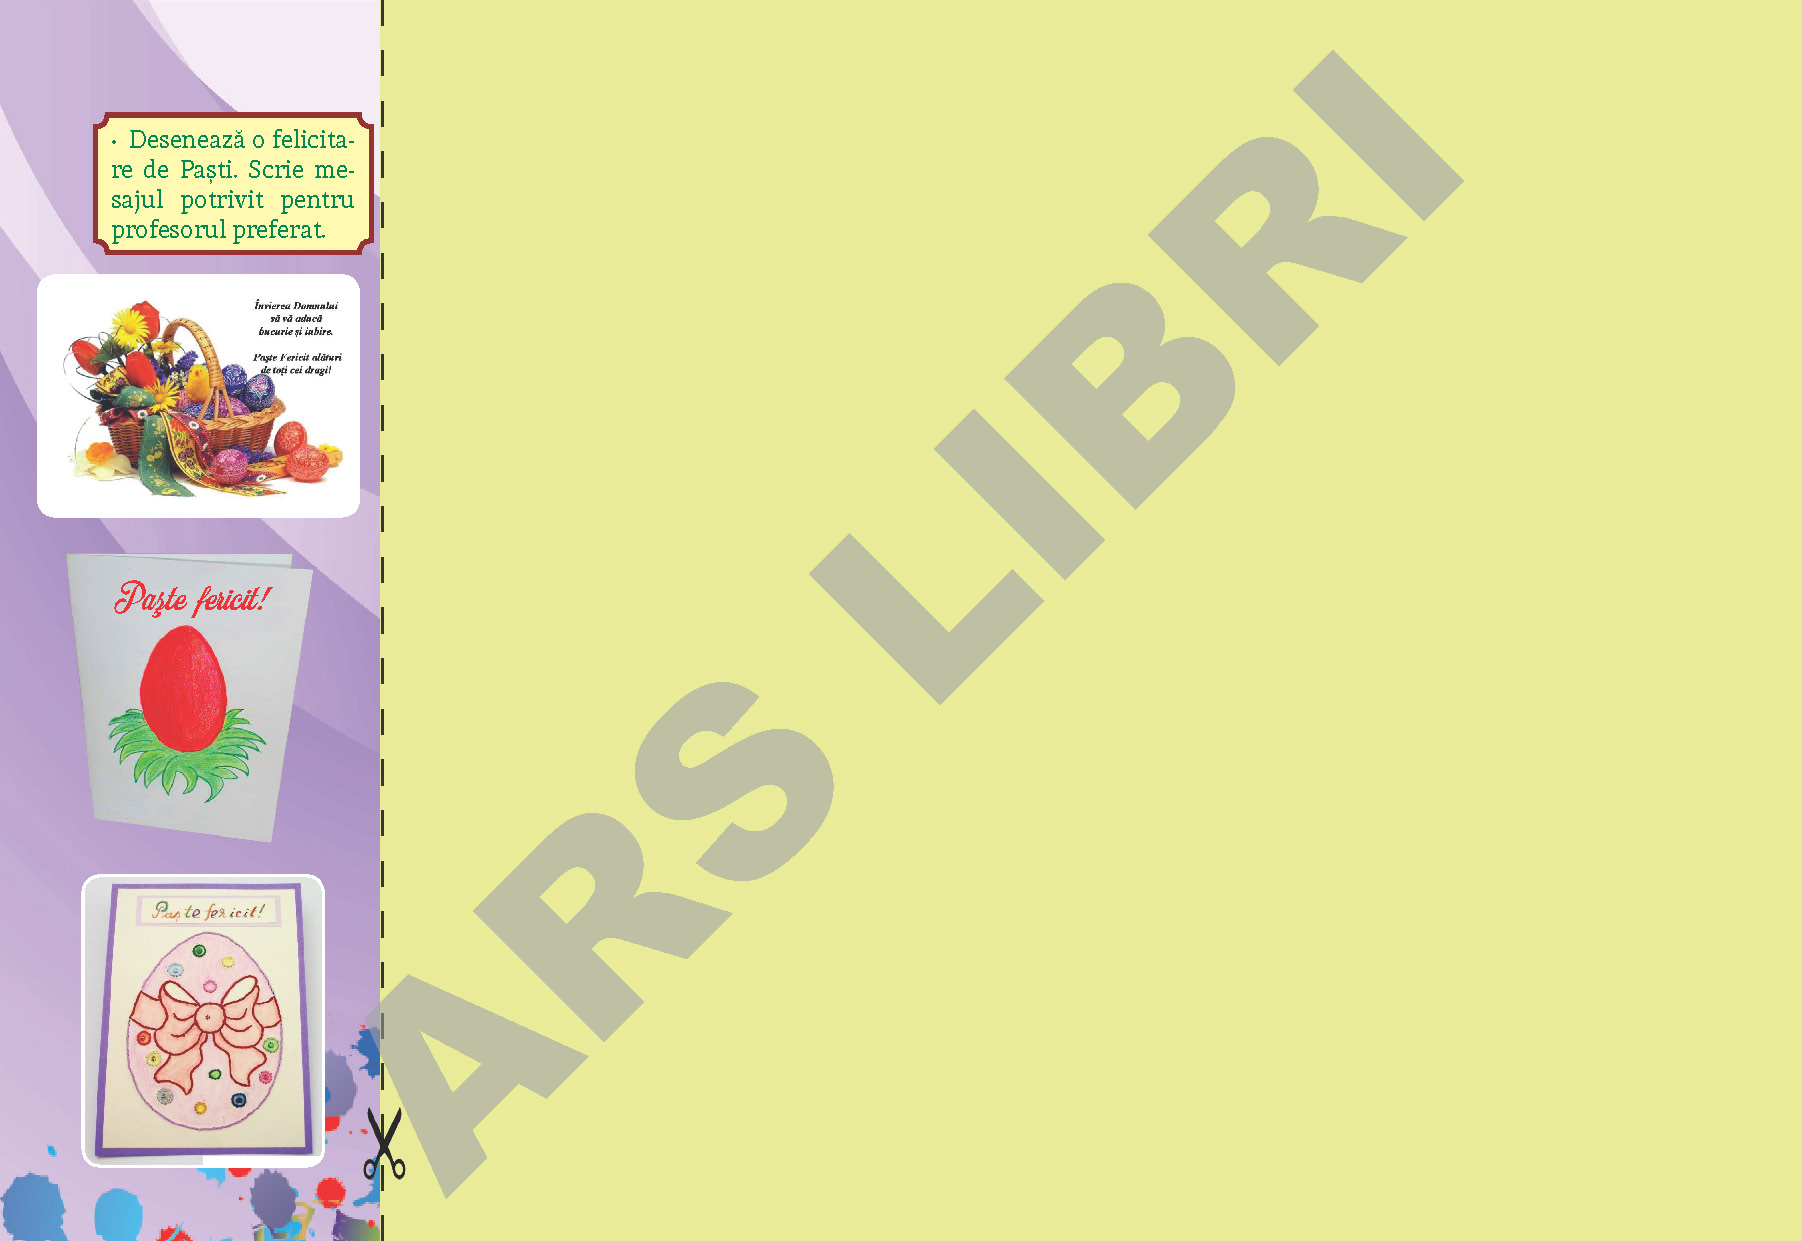 • Desenează o felicita-
re de Paști. Scrie me-
sajul potrivit pentru
profesorul preferat.
Învierea Domnului
să vă aducă
bucurie și iubire.
Paște Fericit alături
de toți cei dragi!
Paște fericit!
Paște fericit!
ARS LIBRI